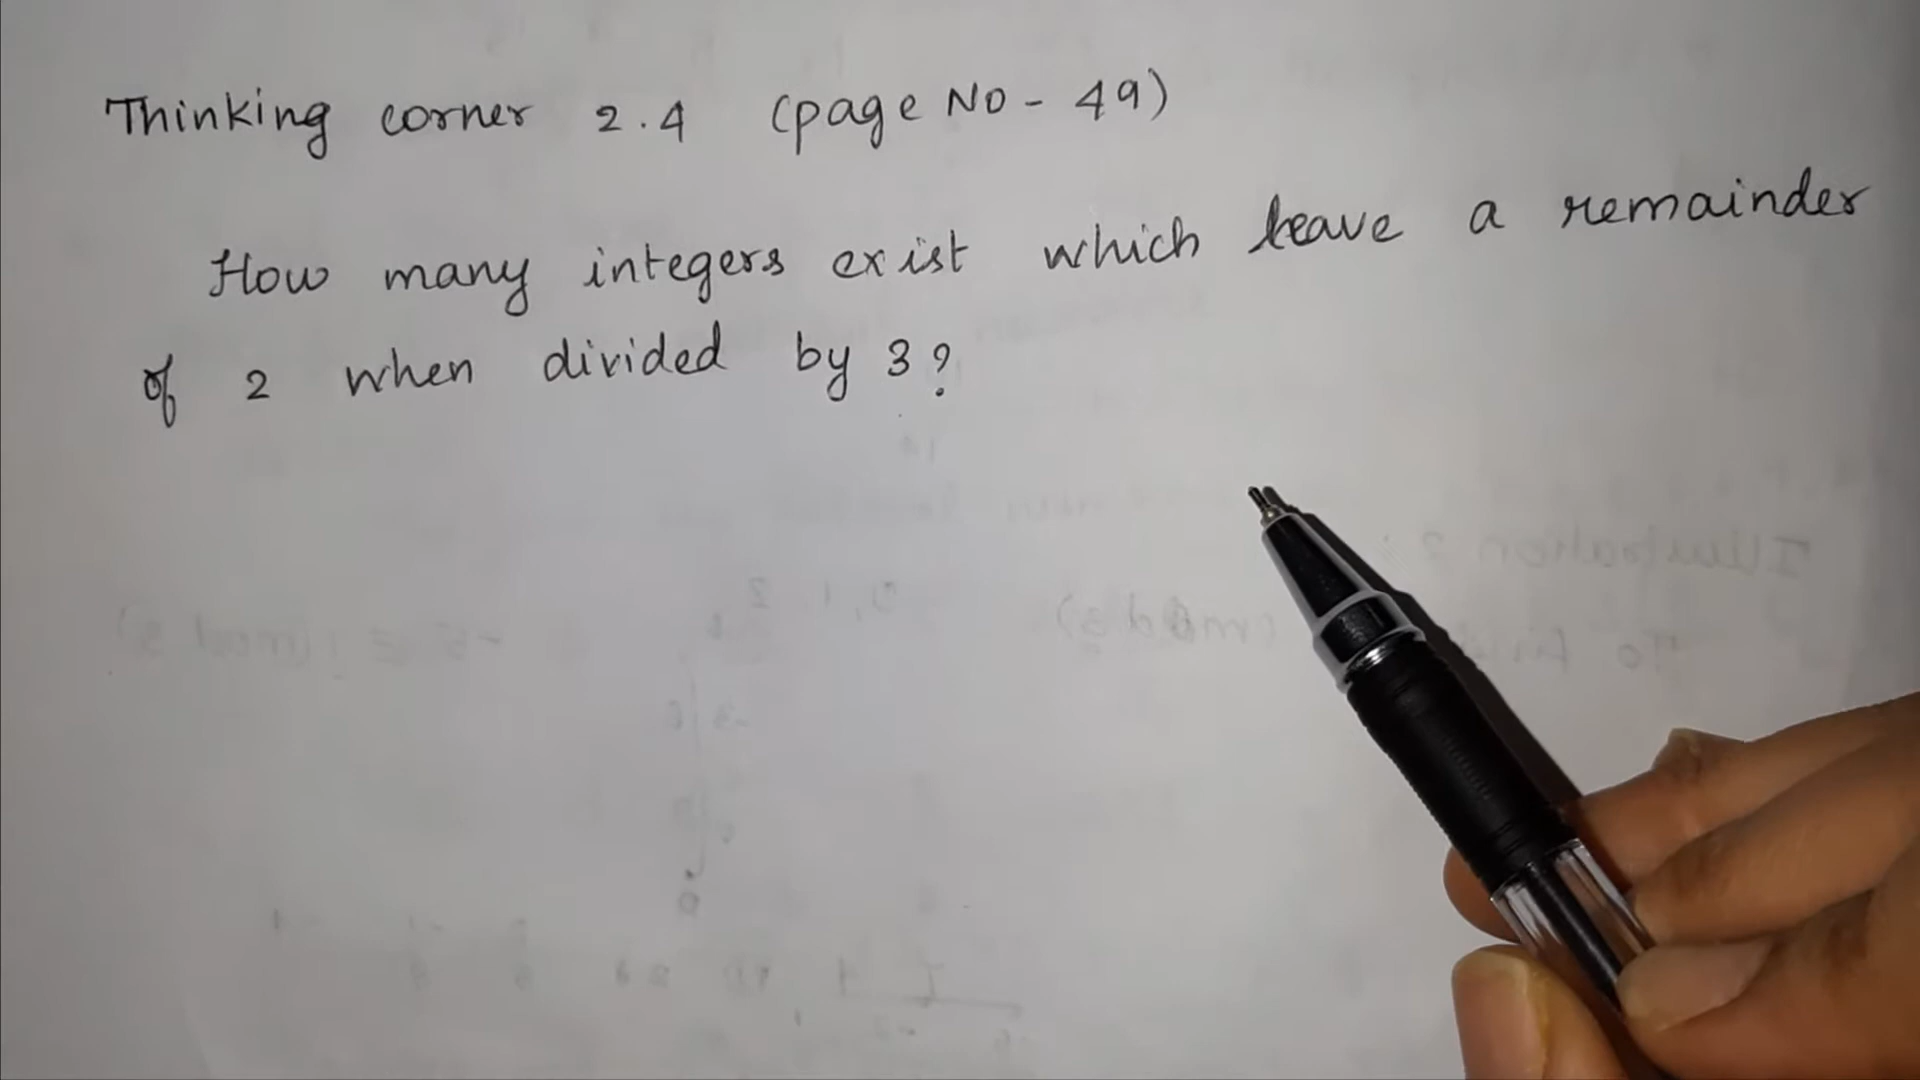 Thinking corner 2.4 (page No - 49)
How many integers exist which leave a remainder
of 2 when divided by 3?